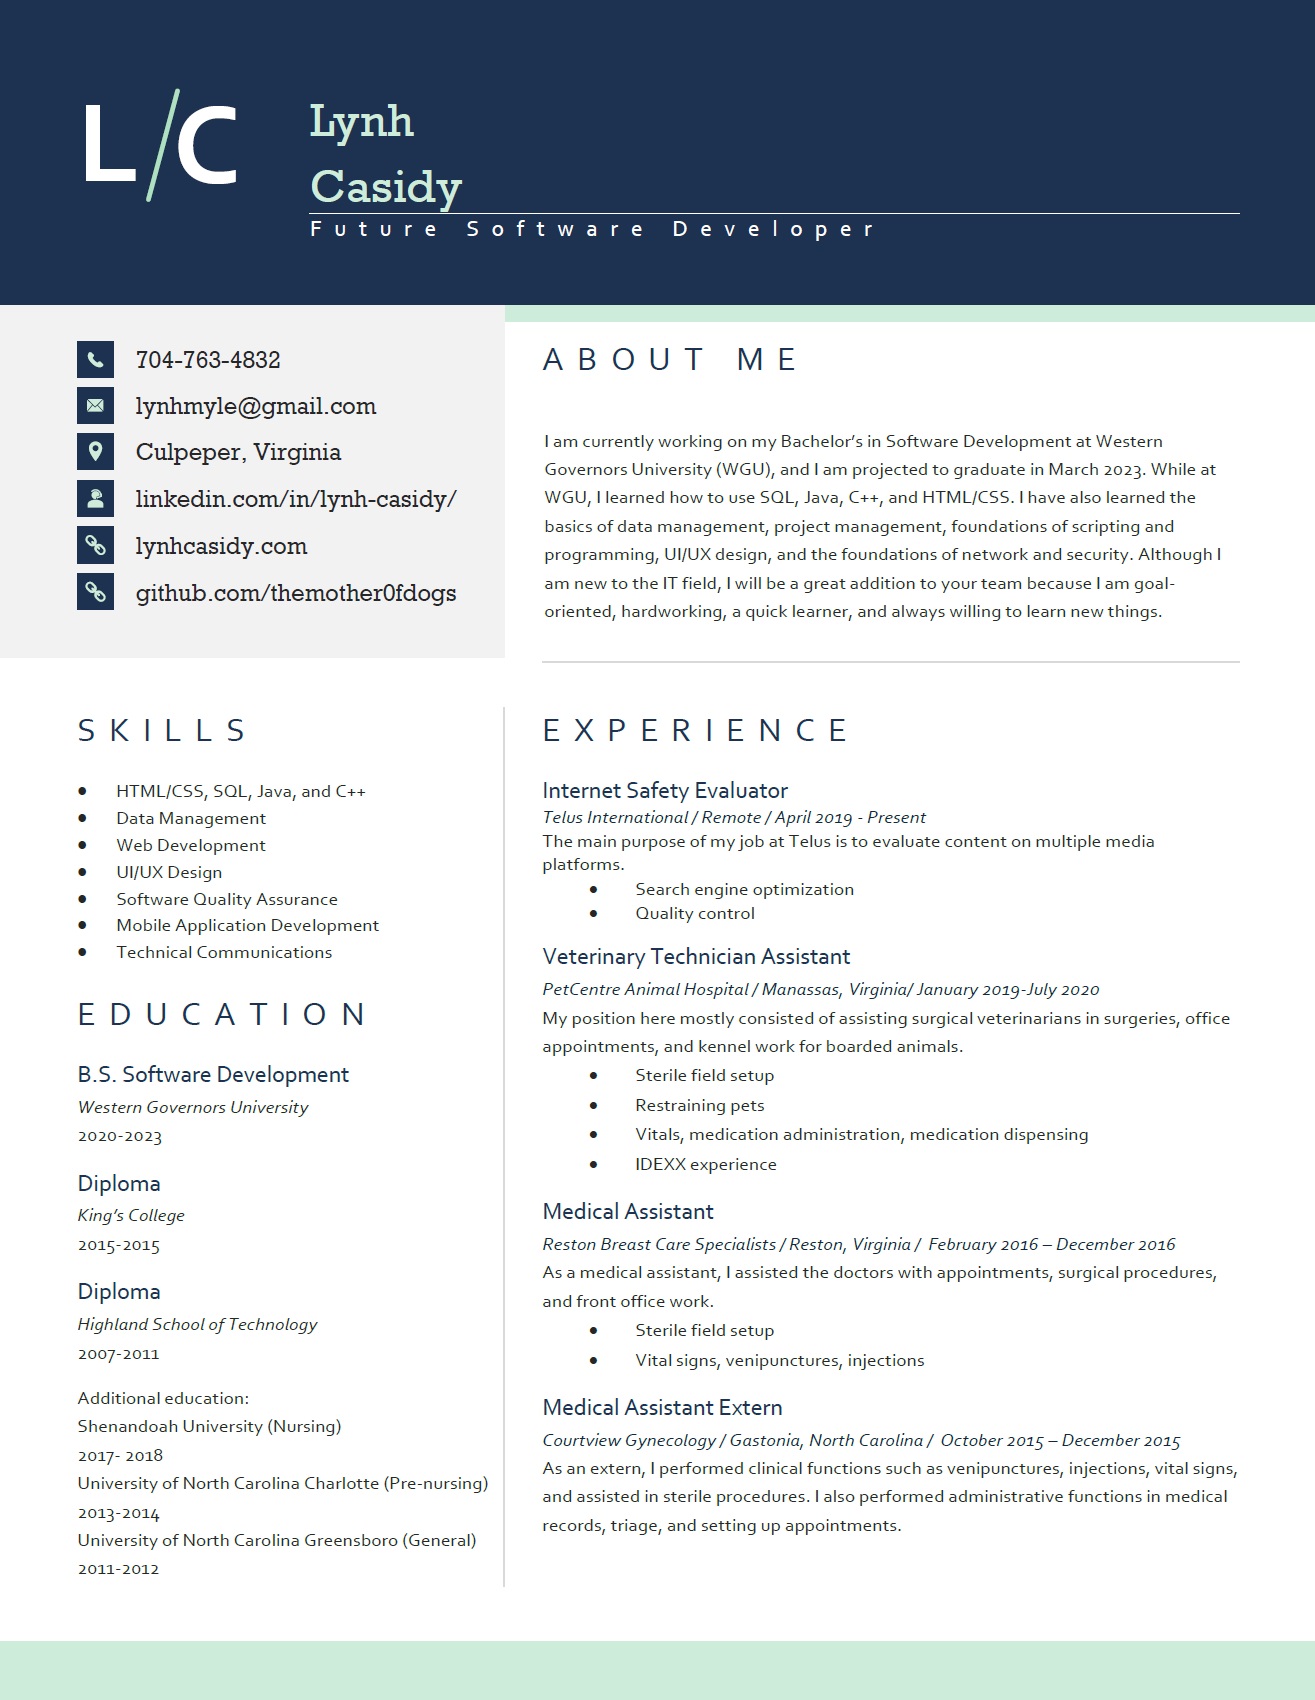 L/C
Lynh
Casidy
Future Software Developer
704-763-4832
lynhmyle@gmail.com
Culpeper, Virginia
linkedin.com/in/lynh-casidy/
lynhcasidy.com
github.com/themother0fdogs
ABOUT ME
I am currently working on my Bachelor's in Software Development at Western
Governors University (WGU), and I am projected to graduate in March 2023. While at
WGU, I learned how to use SQL, Java, C++, and HTML/CSS. I have also learned the
basics of data management, project management, foundations of scripting and
programming, UI/UX design, and the foundations of network and security. Although I
am new to the IT field, I will be a great addition to your team because I am goal-
oriented, hardworking, a quick learner, and always willing to learn new things.
SKILLS
● HTML/CSS, SQL, Java, and C++
● Data Management
● Web Development
● UI/UX Design
● Software Quality Assurance
● Mobile Application Development
● Technical Communications
EDUCATION
B.S. Software Development
Western Governors University
2020-2023
Diploma
King's College
2015-2015
Diploma
Highland School of Technology
2007-2011
Additional education:
Shenandoah University (Nursing)
2017- 2018
University of North Carolina Charlotte (Pre-nursing)
2013-2014
University of North Carolina Greensboro (General)
2011-2012
EXPERIENCE
Internet Safety Evaluator
Telus International / Remote / April 2019 - Present
The main purpose of my job at Telus is to evaluate content on multiple media
platforms.
● Search engine optimization
● Quality control
Veterinary Technician Assistant
PetCentre Animal Hospital / Manassas, Virginia/ January 2019-July 2020
My position here mostly consisted of assisting surgical veterinarians in surgeries, office
appointments, and kennel work for boarded animals.
● Sterile field setup
● Restraining pets
● Vitals, medication administration, medication dispensing
● IDEXX experience
Medical Assistant
Reston Breast Care Specialists / Reston, Virginia / February 2016 – December 2016
As a medical assistant, I assisted the doctors with appointments, surgical procedures,
and front office work.
● Sterile field setup
● Vital signs, venipunctures, injections
Medical Assistant Extern
Courtview Gynecology / Gastonia, North Carolina / October 2015 – December 2015
As an extern, I performed clinical functions such as venipunctures, injections, vital signs,
and assisted in sterile procedures. I also performed administrative functions in medical
records, triage, and setting up appointments.